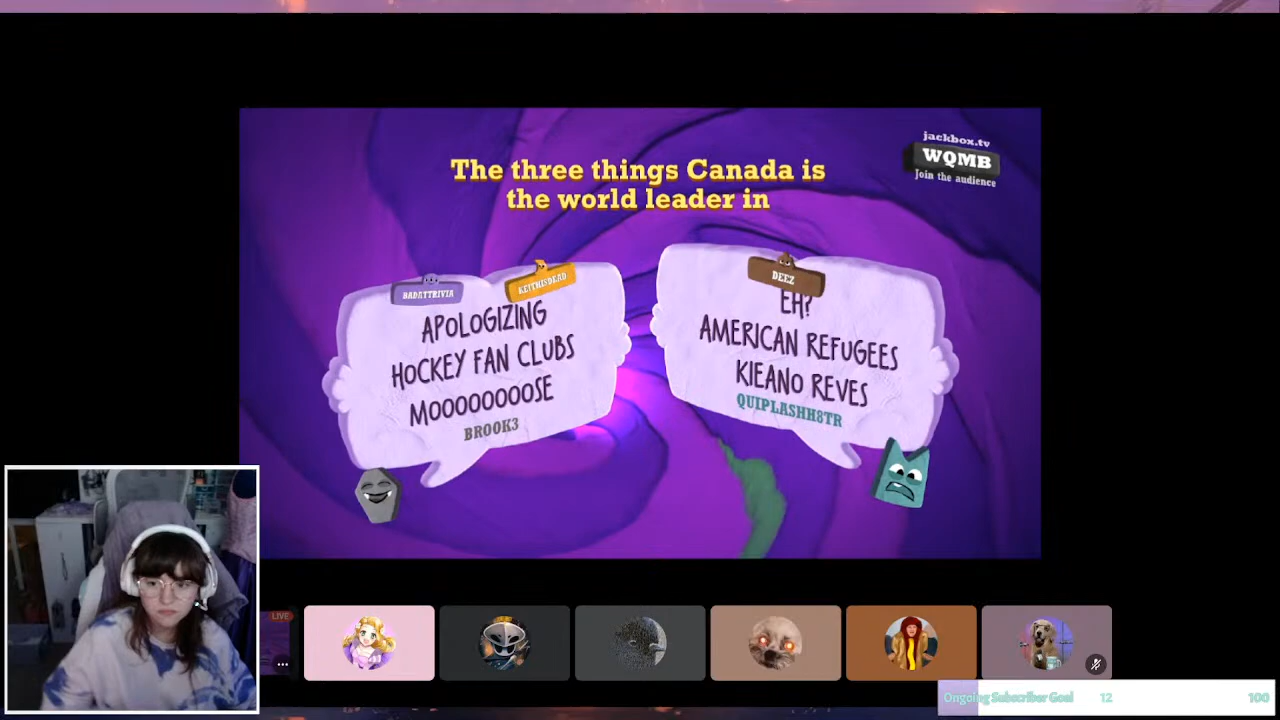 jackbox.tv
WQMB
Join the audience
The three things Canada is
the world leader in
BADATTRIVIA
KEITHISDEAD
APOLOGIZING
HOCKEY FAN CLUBS
MOOOOOOOOSE
BROOK3
DEEZ
EH?
AMERICAN REFUGEES
KIEANO REVES
QUIPLASHH8TR
LIVE
Ongoing Subscriber Goal 12 100